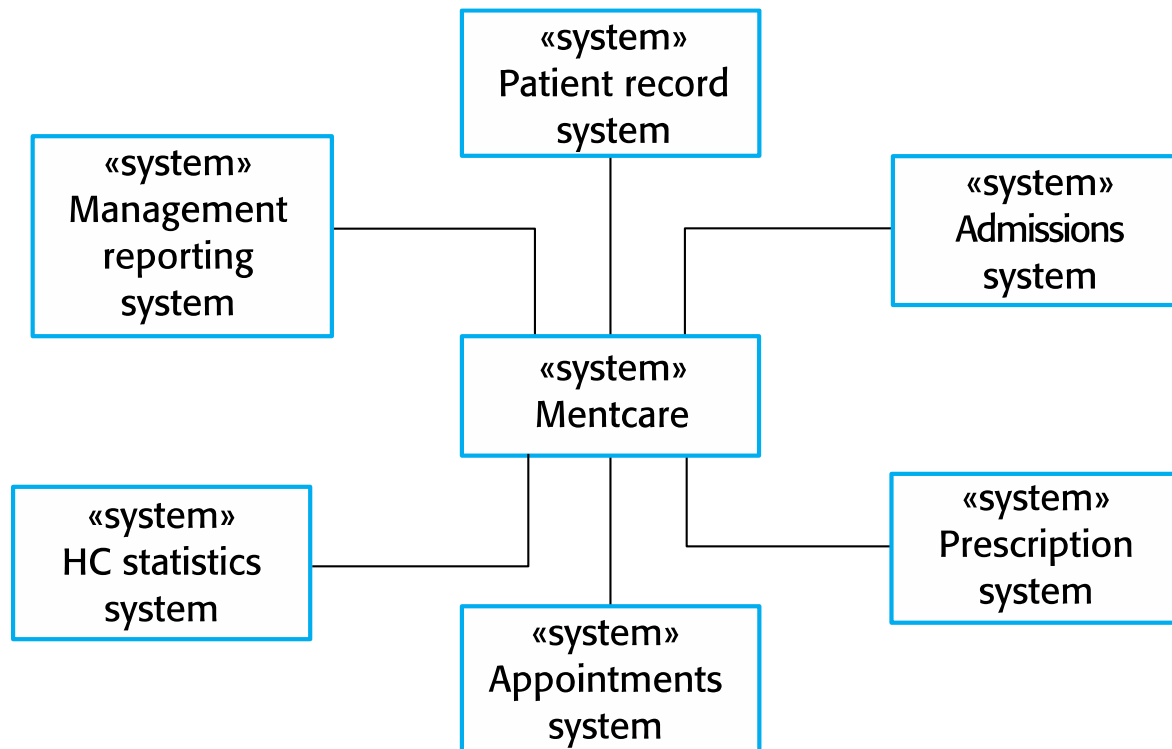 «system»
Patient record
system
«system»
Management
reporting
system
«system»
Admissions
system
«system»
Mentcare
«system»
HC statistics
system
«system»
Prescription
system
«system»
Appointments
system